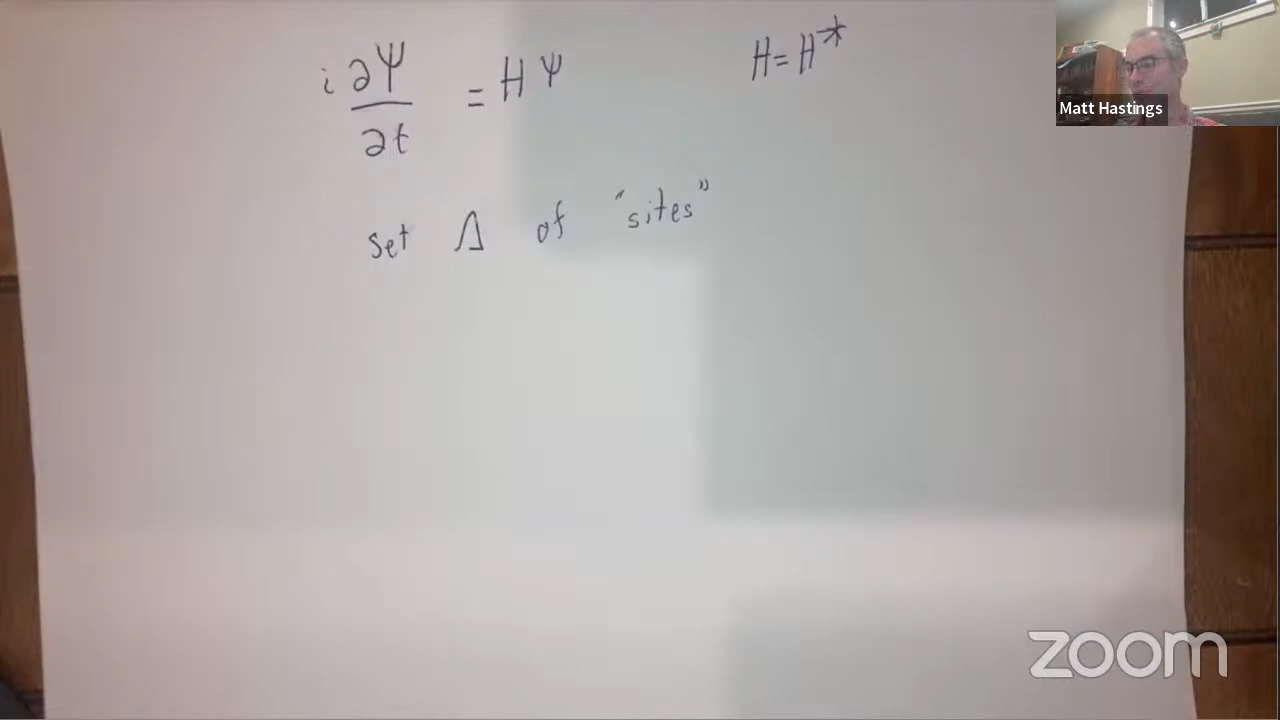 i ∂Ψ/∂t = HΨ
H = H*
set Λ of "sites"
Matt Hastings
zoom